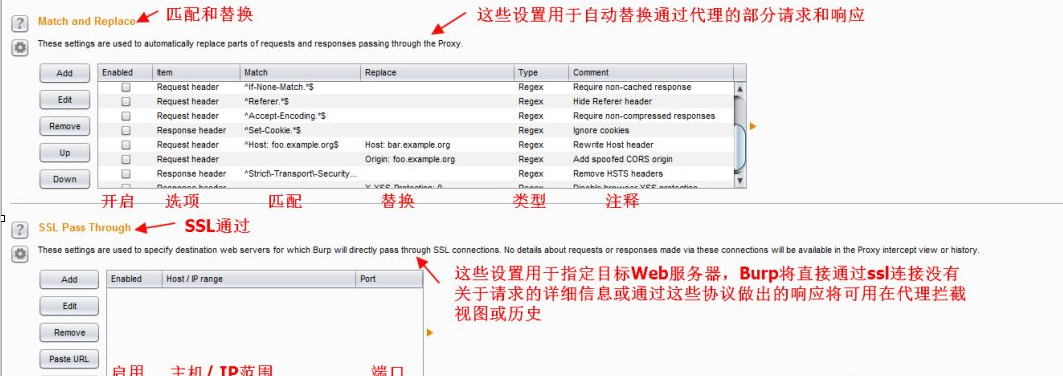 Match and Replace
匹配和替换
这些设置用于自动替换通过代理的部分请求和响应
These settings are used to automatically replace parts of requests and responses passing through the Proxy.
Add
Edit
Remove
Up
Down
Enabled Item Match Replace Type Comment
Request header ^If-None-Match.*$ Regex Require non-cached response
Request header ^Referer.*$ Regex Hide Referer header
Request header ^Accept-Encoding.*$ Regex Require non-compressed responses
Response header ^Set-Cookie.*$ Regex Ignore cookies
Request header ^Host: foo.example.org$ Host: bar.example.org Regex Rewrite Host header
Request header Origin: foo.example.org Regex Add spoofed CORS origin
Response header ^Strict\-Transport\-Security... Regex Remove HSTS headers
Response header X-XSS-Protection: 0 Regex Disable browser XSS protection
开启 选项 匹配 替换 类型 注释
SSL Pass Through
SSL通过
These settings are used to specify destination web servers for which Burp will directly pass through SSL connections. No details about requests or responses made via these connections will be available in the Proxy intercept view or history.
这些设置用于指定目标Web服务器，Burp将直接通过ssl连接没有
关于请求的详细信息或通过这些协议做出的响应将可用在代理拦截
视图或历史
Add
Edit
Remove
Paste URL
Enabled Host / IP range Port
启用 主机/ IP范围 端口